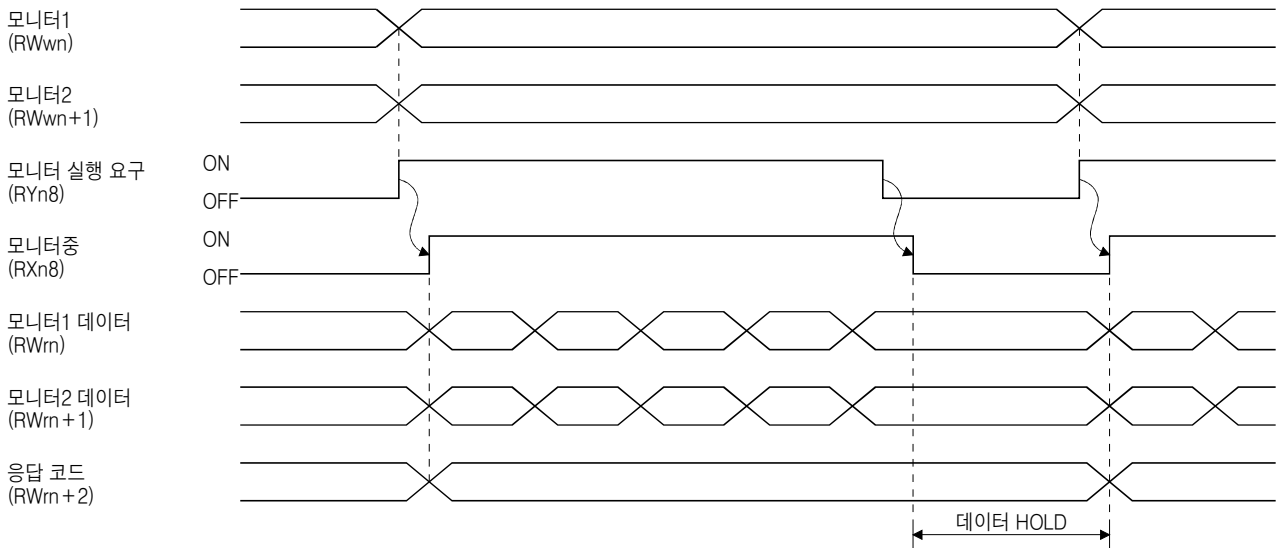 모니터1
(RWwn)
모니터2
(RWwn+1)
모니터 실행 요구
(RYn8)
ON
OFF
모니터중
(RXn8)
ON
OFF
모니터1 데이터
(RWrn)
모니터2 데이터
(RWrn+1)
응답 코드
(RWrn+2)
데이터 HOLD